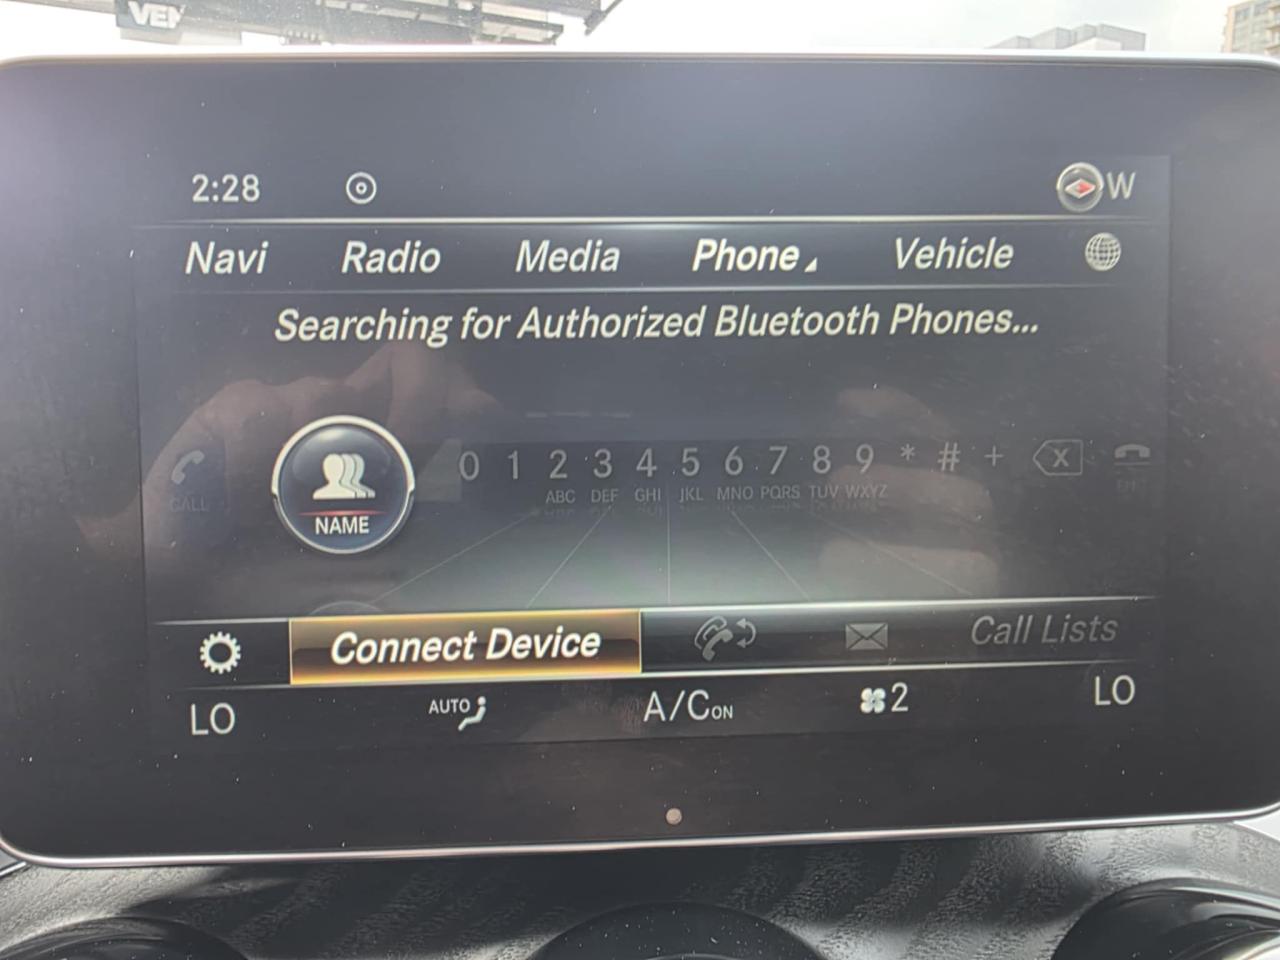 VEN
2:28 W
Navi Radio Media Phone Vehicle
Searching for Authorized Bluetooth Phones...
0 1 2 3 4 5 6 7 8 9 * # + X
CALL ABC DEF GHI JKL MNO PQRS TUV WXYZ
NAME
Connect Device Call Lists
LO AUTO A/C ON 2 LO